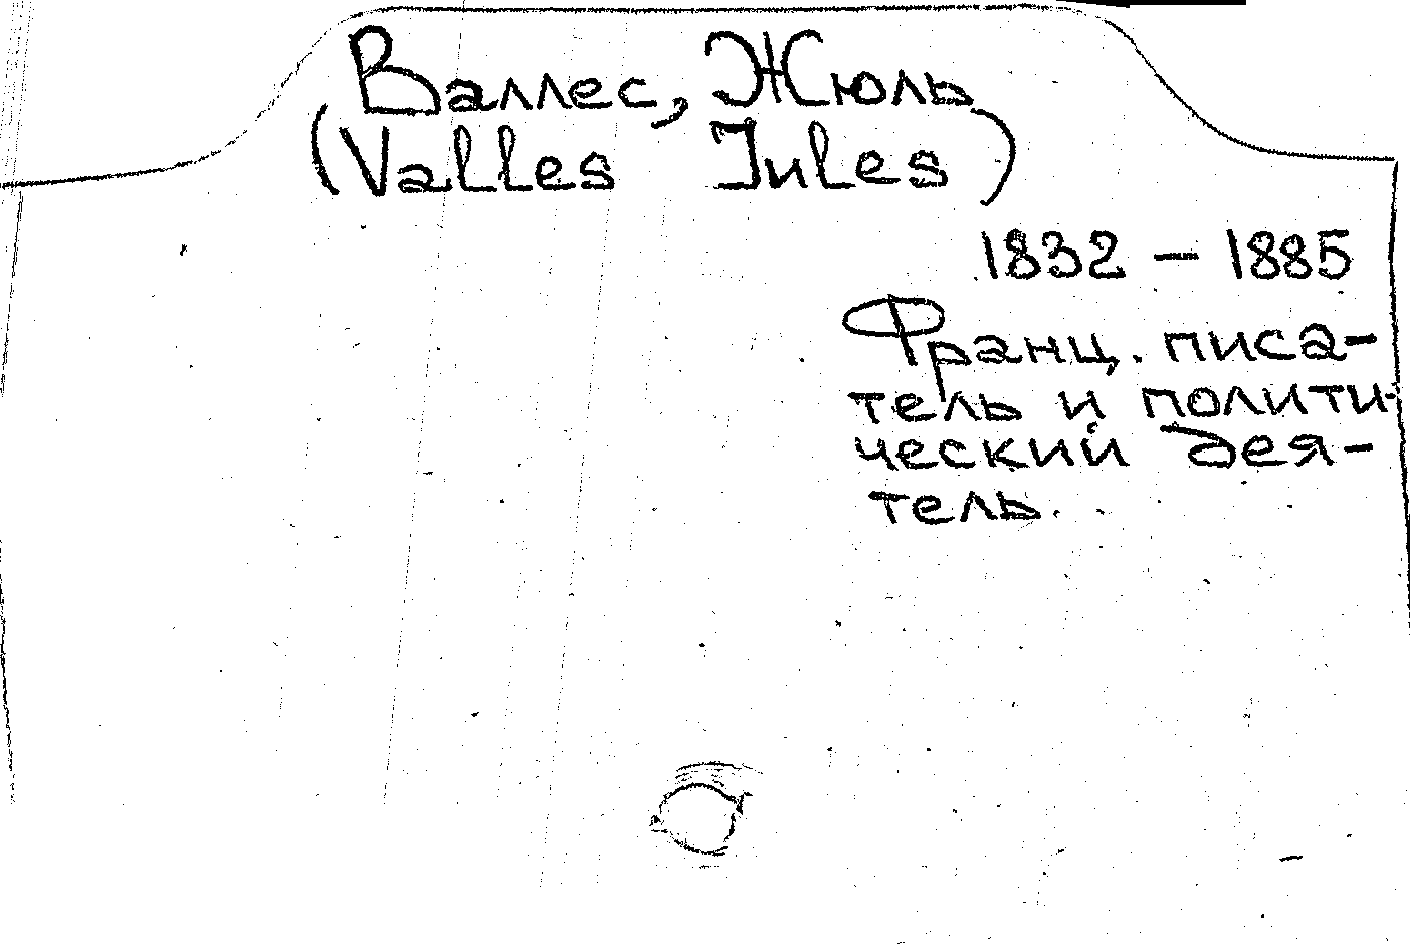 Валлес, Жюль
(Valles Jules)
1832 – 1885
Франц. писа-
тель и полити-
ческий дея-
тель.